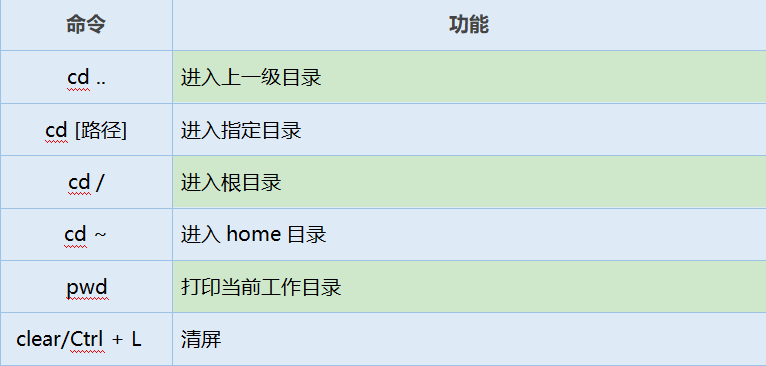 命令 功能
cd .. 进入上一级目录
cd [路径] 进入指定目录
cd / 进入根目录
cd ~ 进入 home 目录
pwd 打印当前工作目录
clear/Ctrl + L 清屏